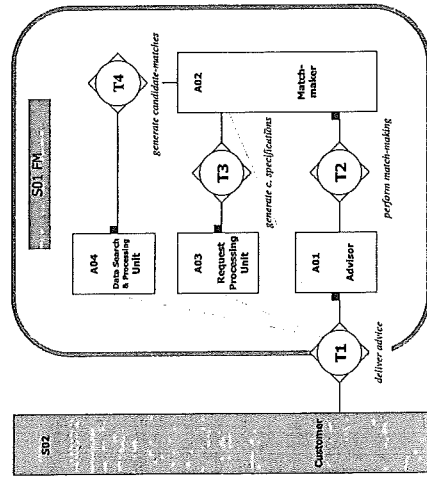 S01 FM
T4
generate candidate-matches
A04
Data Search
& Processing
Unit
A02
Match-
maker
T3
generate c. specifications
A03
Request
Processing
Unit
T2
perform match-making
A01
Advisor
T1
deliver advice
S02
Customer